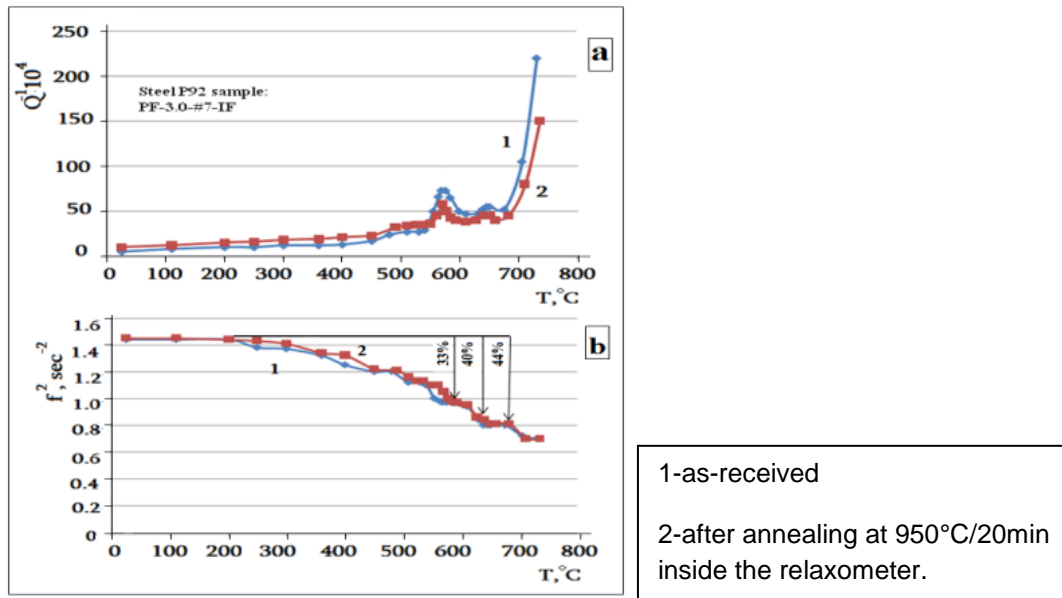 250
a
200
Q⁻¹·10⁴
Steel P92 sample:
PF-3.0-#7-IF
150
1
100
2
50
0
0 100 200 300 400 500 600 700 800
T,°C
1.6
b
1.4
2
33%
40%
44%
1.2
1
f², sec⁻²
1.0
0.8
0.6
0.4
0.2
0
0 100 200 300 400 500 600 700 800
T,°C
1-as-received
2-after annealing at 950°C/20min
inside the relaxometer.